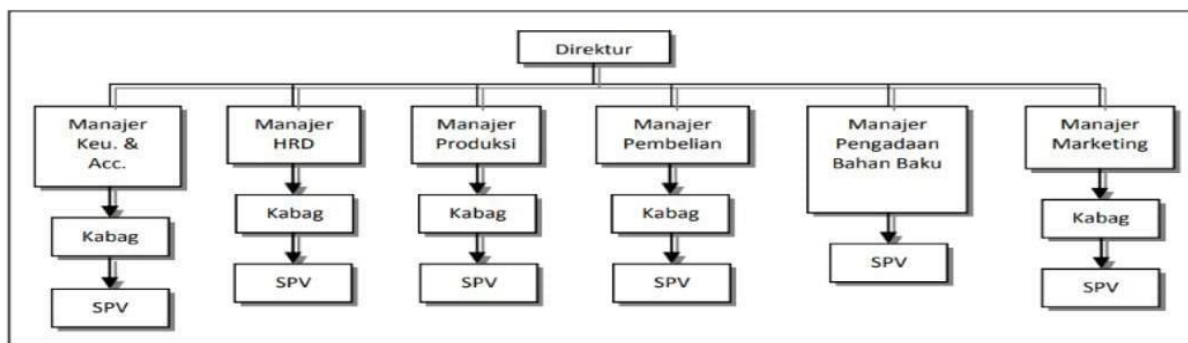 Direktur
Manajer
Keu. &
Acc.
Kabag
SPV
Manajer
HRD
Kabag
SPV
Manajer
Produksi
Kabag
SPV
Manajer
Pembelian
Kabag
SPV
Manajer
Pengadaan
Bahan Baku
SPV
Manajer
Marketing
Kabag
SPV